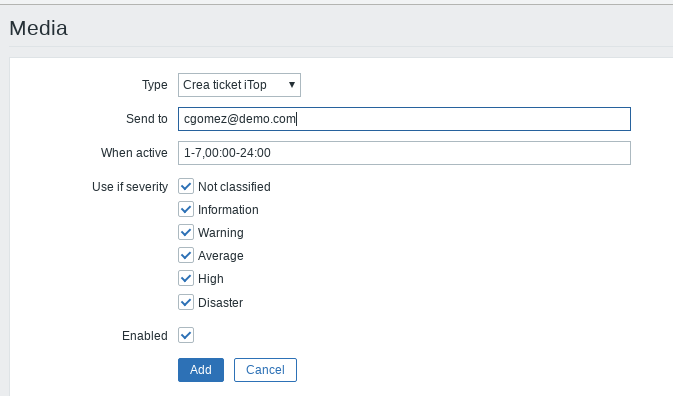 Media
Type Crea ticket iTop
Send to cgomez@demo.com
When active 1-7,00:00-24:00
Use if severity Not classified
Information
Warning
Average
High
Disaster
Enabled
Add Cancel